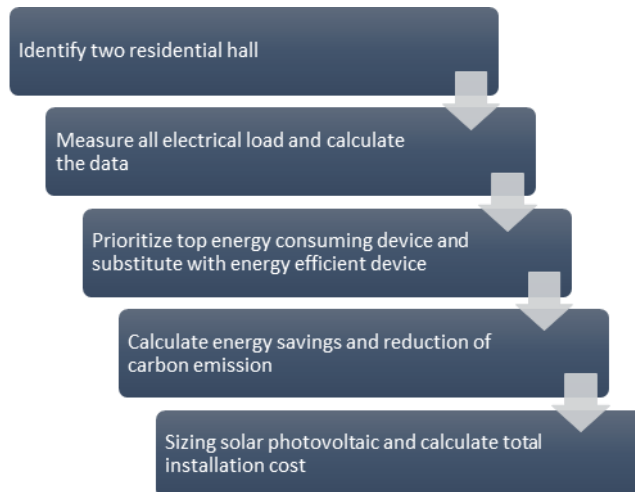 Identify two residential hall
Measure all electrical load and calculate
the data
Prioritize top energy consuming device and
substitute with energy efficient device
Calculate energy savings and reduction of
carbon emission
Sizing solar photovoltaic and calculate total
installation cost